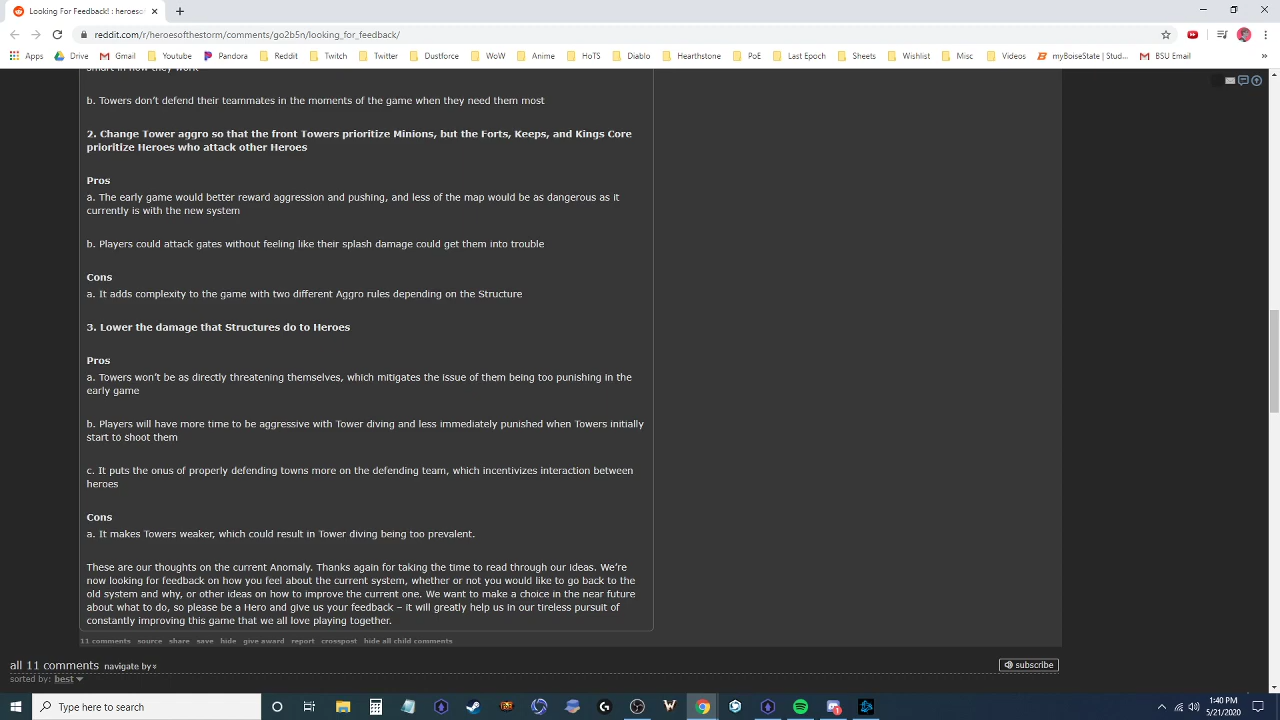 Looking For Feedback! : heroeso
reddit.com/r/heroesofthestorm/comments/go2b5n/looking_for_feedback/
Apps Drive Gmail Youtube Pandora Reddit Twitch Twitter Dustforce WoW Anime HoTS Diablo Hearthstone PoE Last Epoch Sheets Wishlist Misc Videos myBoiseState | Stud... BSU Email
smart in how they work
b. Towers don't defend their teammates in the moments of the game when they need them most
2. Change Tower aggro so that the front Towers prioritize Minions, but the Forts, Keeps, and Kings Core
prioritize Heroes who attack other Heroes
Pros
a. The early game would better reward aggression and pushing, and less of the map would be as dangerous as it
currently is with the new system
b. Players could attack gates without feeling like their splash damage could get them into trouble
Cons
a. It adds complexity to the game with two different Aggro rules depending on the Structure
3. Lower the damage that Structures do to Heroes
Pros
a. Towers won't be as directly threatening themselves, which mitigates the issue of them being too punishing in the
early game
b. Players will have more time to be aggressive with Tower diving and less immediately punished when Towers initially
start to shoot them
c. It puts the onus of properly defending towns more on the defending team, which incentivizes interaction between
heroes
Cons
a. It makes Towers weaker, which could result in Tower diving being too prevalent.
These are our thoughts on the current Anomaly. Thanks again for taking the time to read through our ideas. We're
now looking for feedback on how you feel about the current system, whether or not you would like to go back to the
old system and why, or other ideas on how to improve the current one. We want to make a choice in the near future
about what to do, so please be a Hero and give us your feedback – it will greatly help us in our tireless pursuit of
constantly improving this game that we all love playing together.
11 comments source share save hide give award report crosspost hide all child comments
all 11 comments navigate by
subscribe
sorted by: best
Type here to search
1:40 PM
5/21/2020